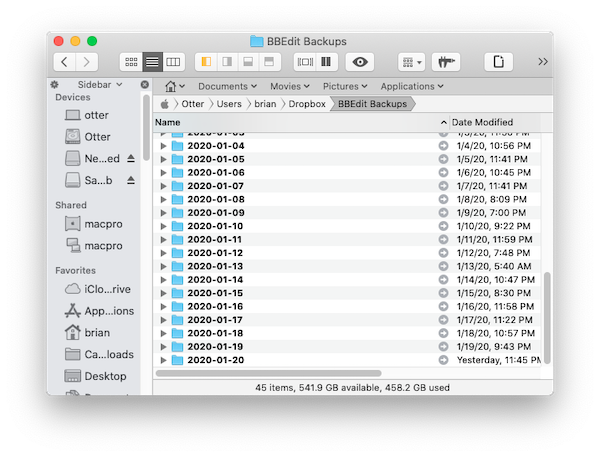 BBEdit Backups
Sidebar
Documents Movies Pictures Applications
Otter Users brian Dropbox BBEdit Backups
Devices
otter
Otter
Ne...ed
Sa...b
Shared
macpro
macpro
Favorites
iClo...rive
App...ions
brian
Ca...loads
Desktop
Name Date Modified
2020-01-04 1/4/20, 10:56 PM
2020-01-05 1/5/20, 11:41 PM
2020-01-06 1/6/20, 10:45 PM
2020-01-07 1/7/20, 11:41 PM
2020-01-08 1/8/20, 8:09 PM
2020-01-09 1/9/20, 7:00 PM
2020-01-10 1/10/20, 9:22 PM
2020-01-11 1/11/20, 11:59 PM
2020-01-12 1/12/20, 7:48 PM
2020-01-13 1/13/20, 5:40 AM
2020-01-14 1/14/20, 10:47 PM
2020-01-15 1/15/20, 8:30 PM
2020-01-16 1/16/20, 11:58 PM
2020-01-17 1/17/20, 11:22 PM
2020-01-18 1/18/20, 10:57 PM
2020-01-19 1/19/20, 9:43 PM
2020-01-20 Yesterday, 11:45 PM
45 items, 541.9 GB available, 458.2 GB used